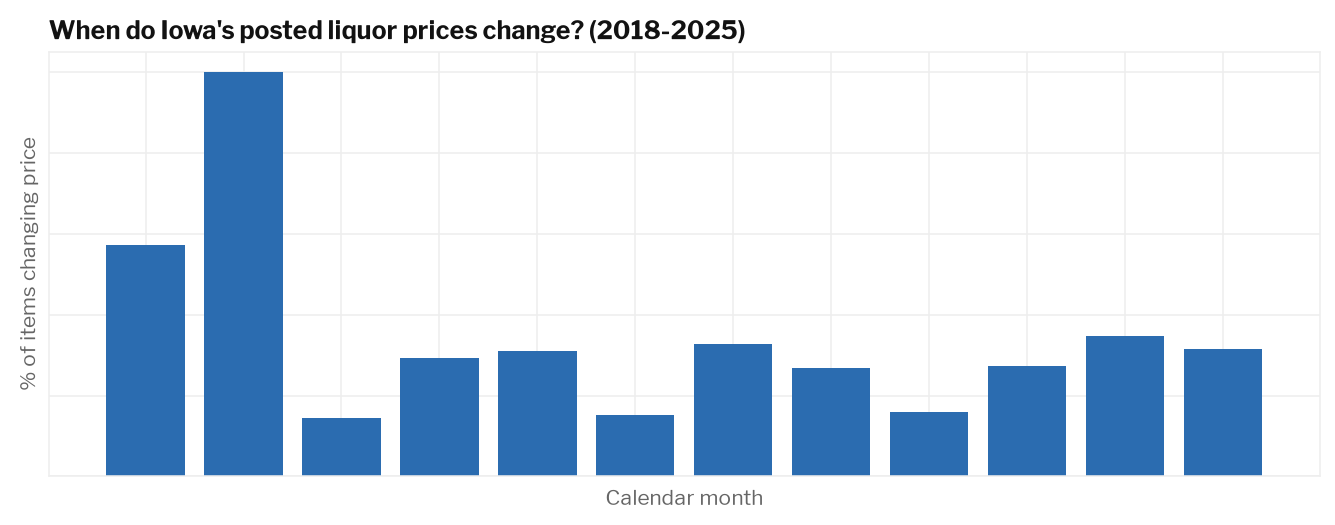 When do Iowa's posted liquor prices change? (2018-2025)
% of items changing price
Calendar month